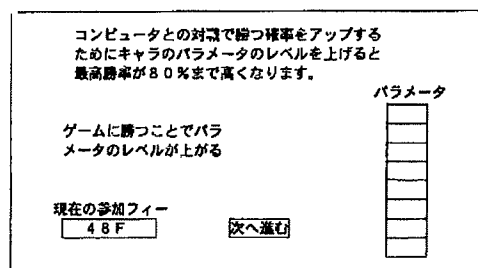 コンピュータとの対戦で勝つ確率をアップする
ためにキャラのパラメータのレベルを上げると
最高勝率が８０％まで高くなります。
パラメータ
ゲームに勝つことでパラ
メータのレベルが上がる
現在の参加フィー
４８Ｆ
次へ進む